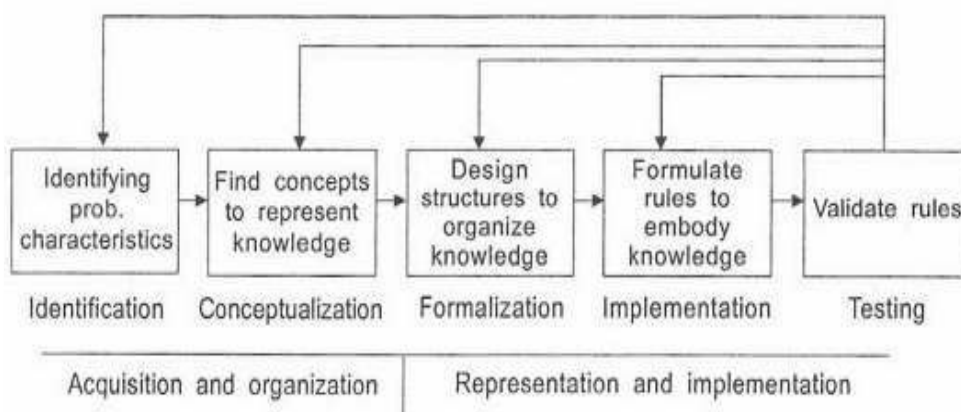 Identifying
prob.
characteristics
Find concepts
to represent
knowledge
Design
structures to
organize
knowledge
Formulate
rules to
embody
knowledge
Validate rules
Identification
Conceptualization
Formalization
Implementation
Testing
Acquisition and organization
Representation and implementation